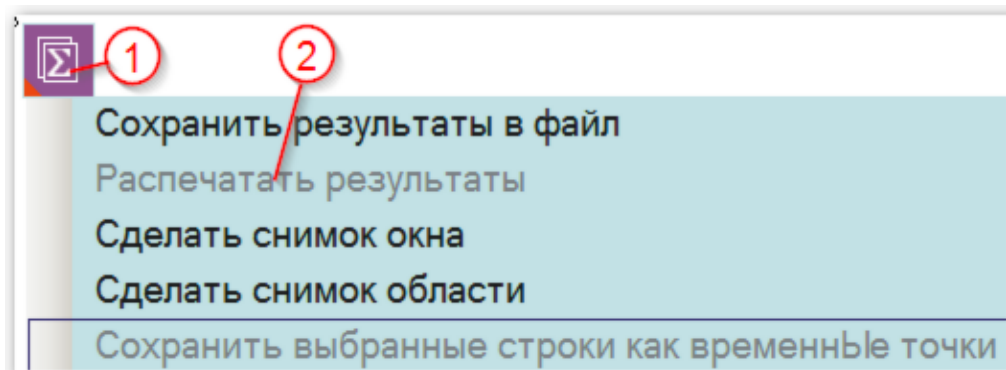 Σ 1 2
Сохранить результаты в файл
Распечатать результаты
Сделать снимок окна
Сделать снимок области
Сохранить выбранные строки как временнЫе точки